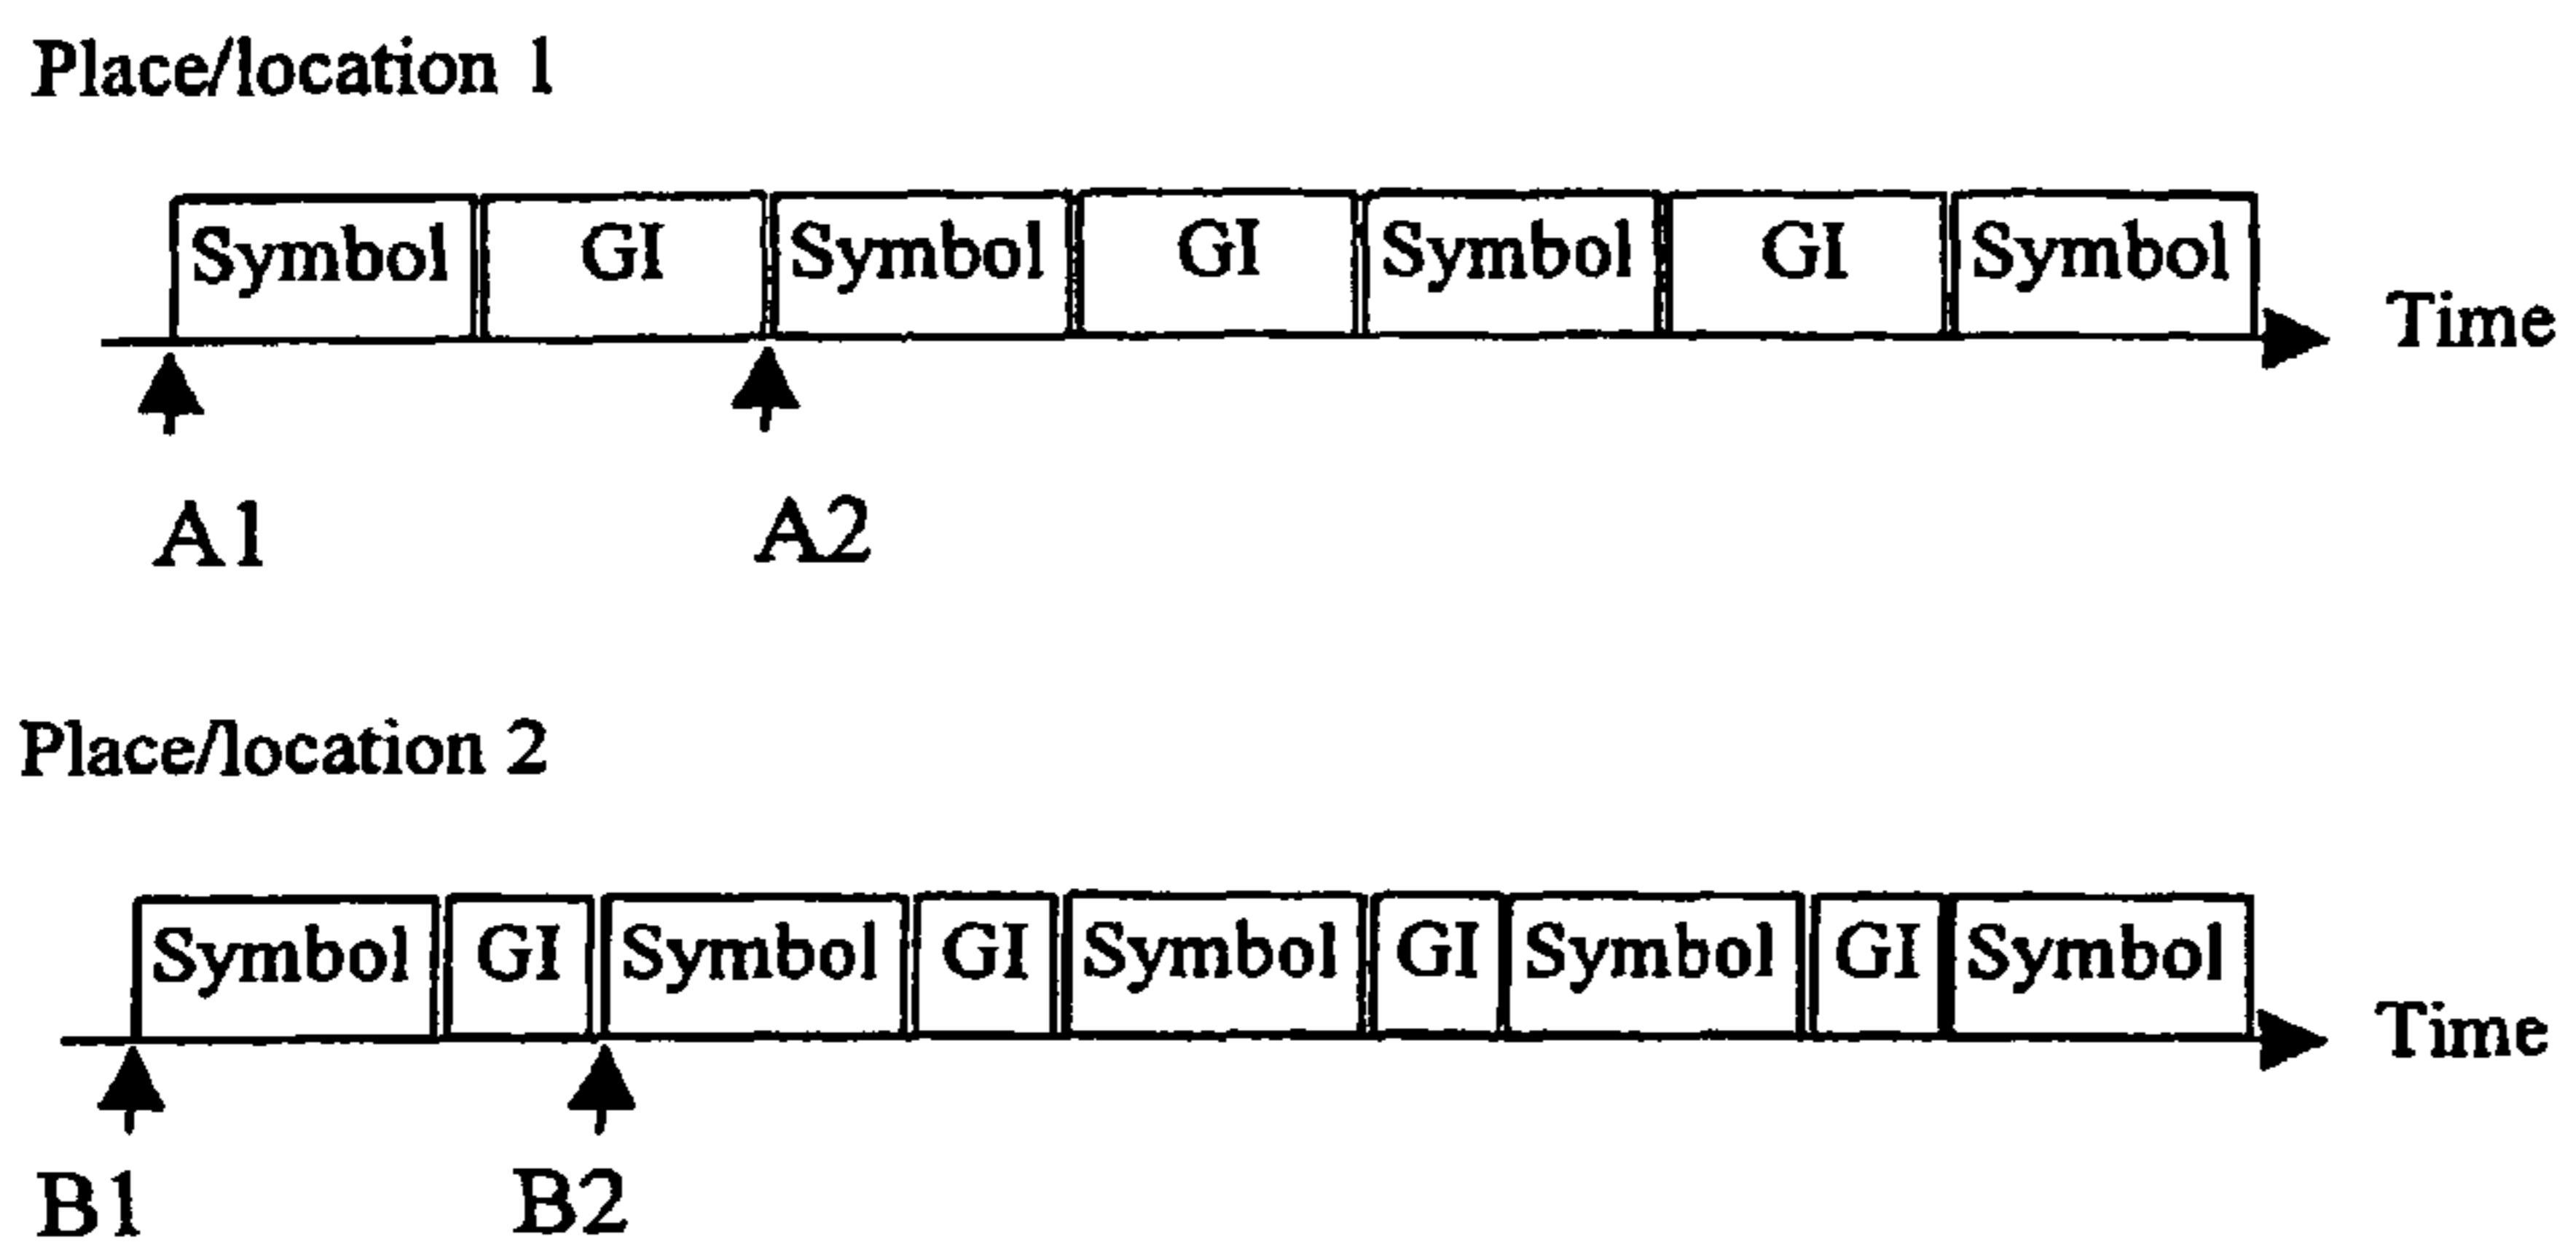 Place/location 1
Symbol GI Symbol GI Symbol GI Symbol
Time
A1 A2
Place/location 2
Symbol GI Symbol GI Symbol GI Symbol GI Symbol
Time
B1 B2